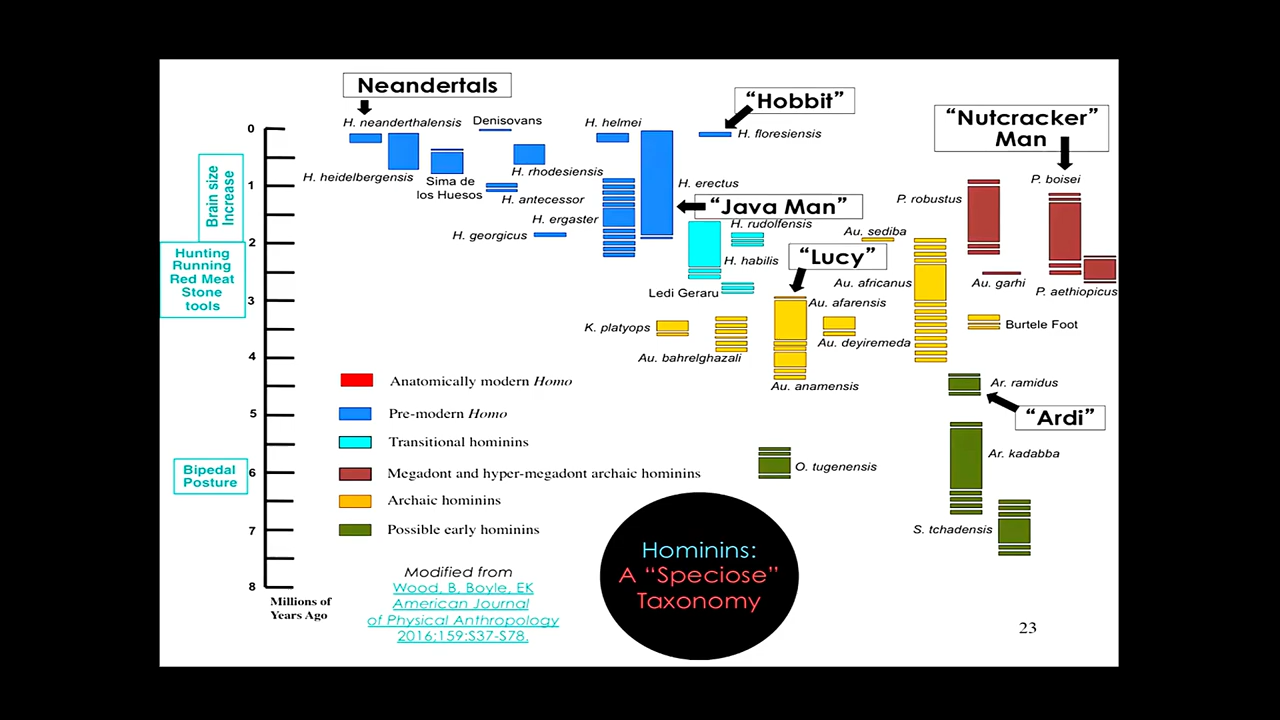 Neandertals
"Hobbit"
"Nutcracker"
Man
H. neanderthalensis
Denisovans
H. helmei
H. floresiensis
0
H. heidelbergensis
Sima de
los Huesos
H. rhodesiensis
P. boisei
Brain size
Increase
1
H. antecessor
H. erectus
P. robustus
"Java Man"
H. ergaster
H. rudolfensis
H. georgicus
Au. sediba
2
Hunting
Running
Red Meat
Stone
tools
"Lucy"
H. habilis
Au. africanus
Au. garhi
P. aethiopicus
Ledi Geraru
3
Au. afarensis
K. platyops
Burtele Foot
Au. deyiremeda
4
Au. bahrelghazali
Au. anamensis
Ar. ramidus
"Ardi"
Anatomically modern Homo
5
Pre-modern Homo
Transitional hominins
Ar. kadabba
Bipedal
Posture
6
Megadont and hyper-megadont archaic hominins
O. tugenensis
Archaic hominins
7
Possible early hominins
S. tchadensis
Hominins:
A "Speciose"
Taxonomy
8
Millions of
Years Ago
Modified from
Wood, B, Boyle, EK
American Journal
of Physical Anthropology
2016;159:S37-S78.
23